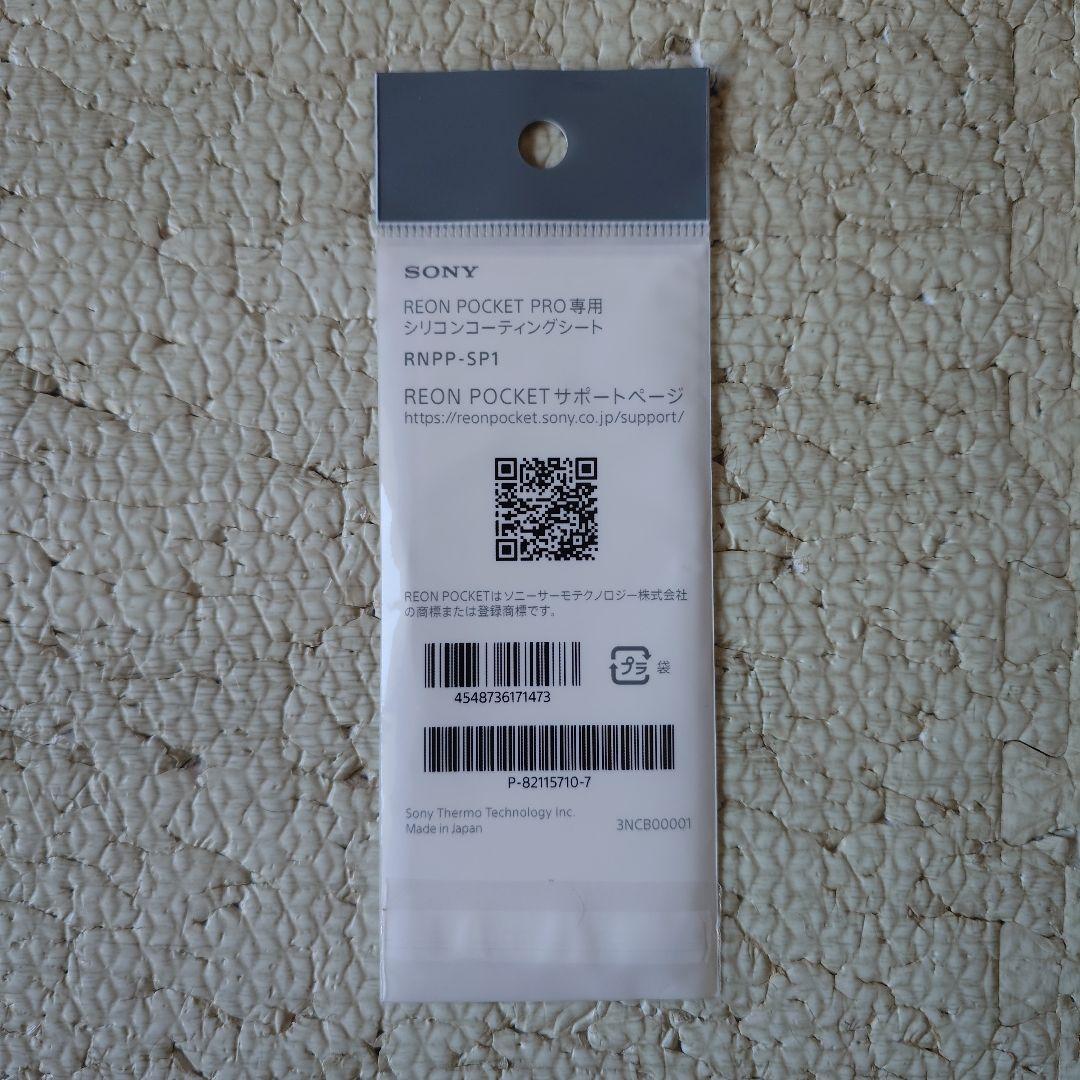 SONY
REON POCKET PRO専用
シリコンコーティングシート
RNPP-SP1
REON POCKETサポートページ
https://reonpocket.sony.co.jp/support/
REON POCKETはソニーサーモテクノロジー株式会社
の商標または登録商標です。
プラ 袋
4548736171473
P-82115710-7
Sony Thermo Technology Inc.
Made in Japan
3NCB00001